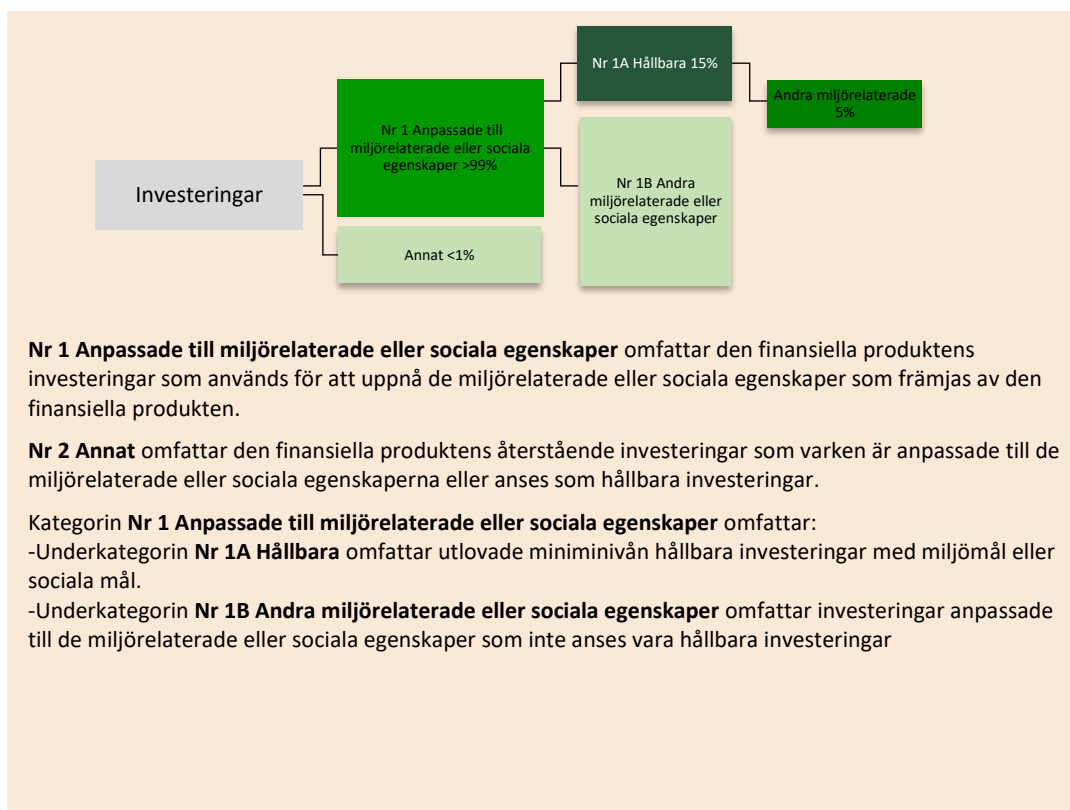 Nr 1A Hållbara 15%
Andra miljörelaterade
5%
Nr 1 Anpassade till
miljörelaterade eller sociala
egenskaper >99%
Investeringar
Nr 1B Andra
miljörelaterade eller
sociala egenskaper
Annat <1%
Nr 1 Anpassade till miljörelaterade eller sociala egenskaper omfattar den finansiella produktens
investeringar som används för att uppnå de miljörelaterade eller sociala egenskaper som främjas av den
finansiella produkten.
Nr 2 Annat omfattar den finansiella produktens återstående investeringar som varken är anpassade till de
miljörelaterade eller sociala egenskaperna eller anses som hållbara investeringar.
Kategorin Nr 1 Anpassade till miljörelaterade eller sociala egenskaper omfattar:
-Underkategorin Nr 1A Hållbara omfattar utlovade miniminivån hållbara investeringar med miljömål eller
sociala mål.
-Underkategorin Nr 1B Andra miljörelaterade eller sociala egenskaper omfattar investeringar anpassade
till de miljörelaterade eller sociala egenskaper som inte anses vara hållbara investeringar